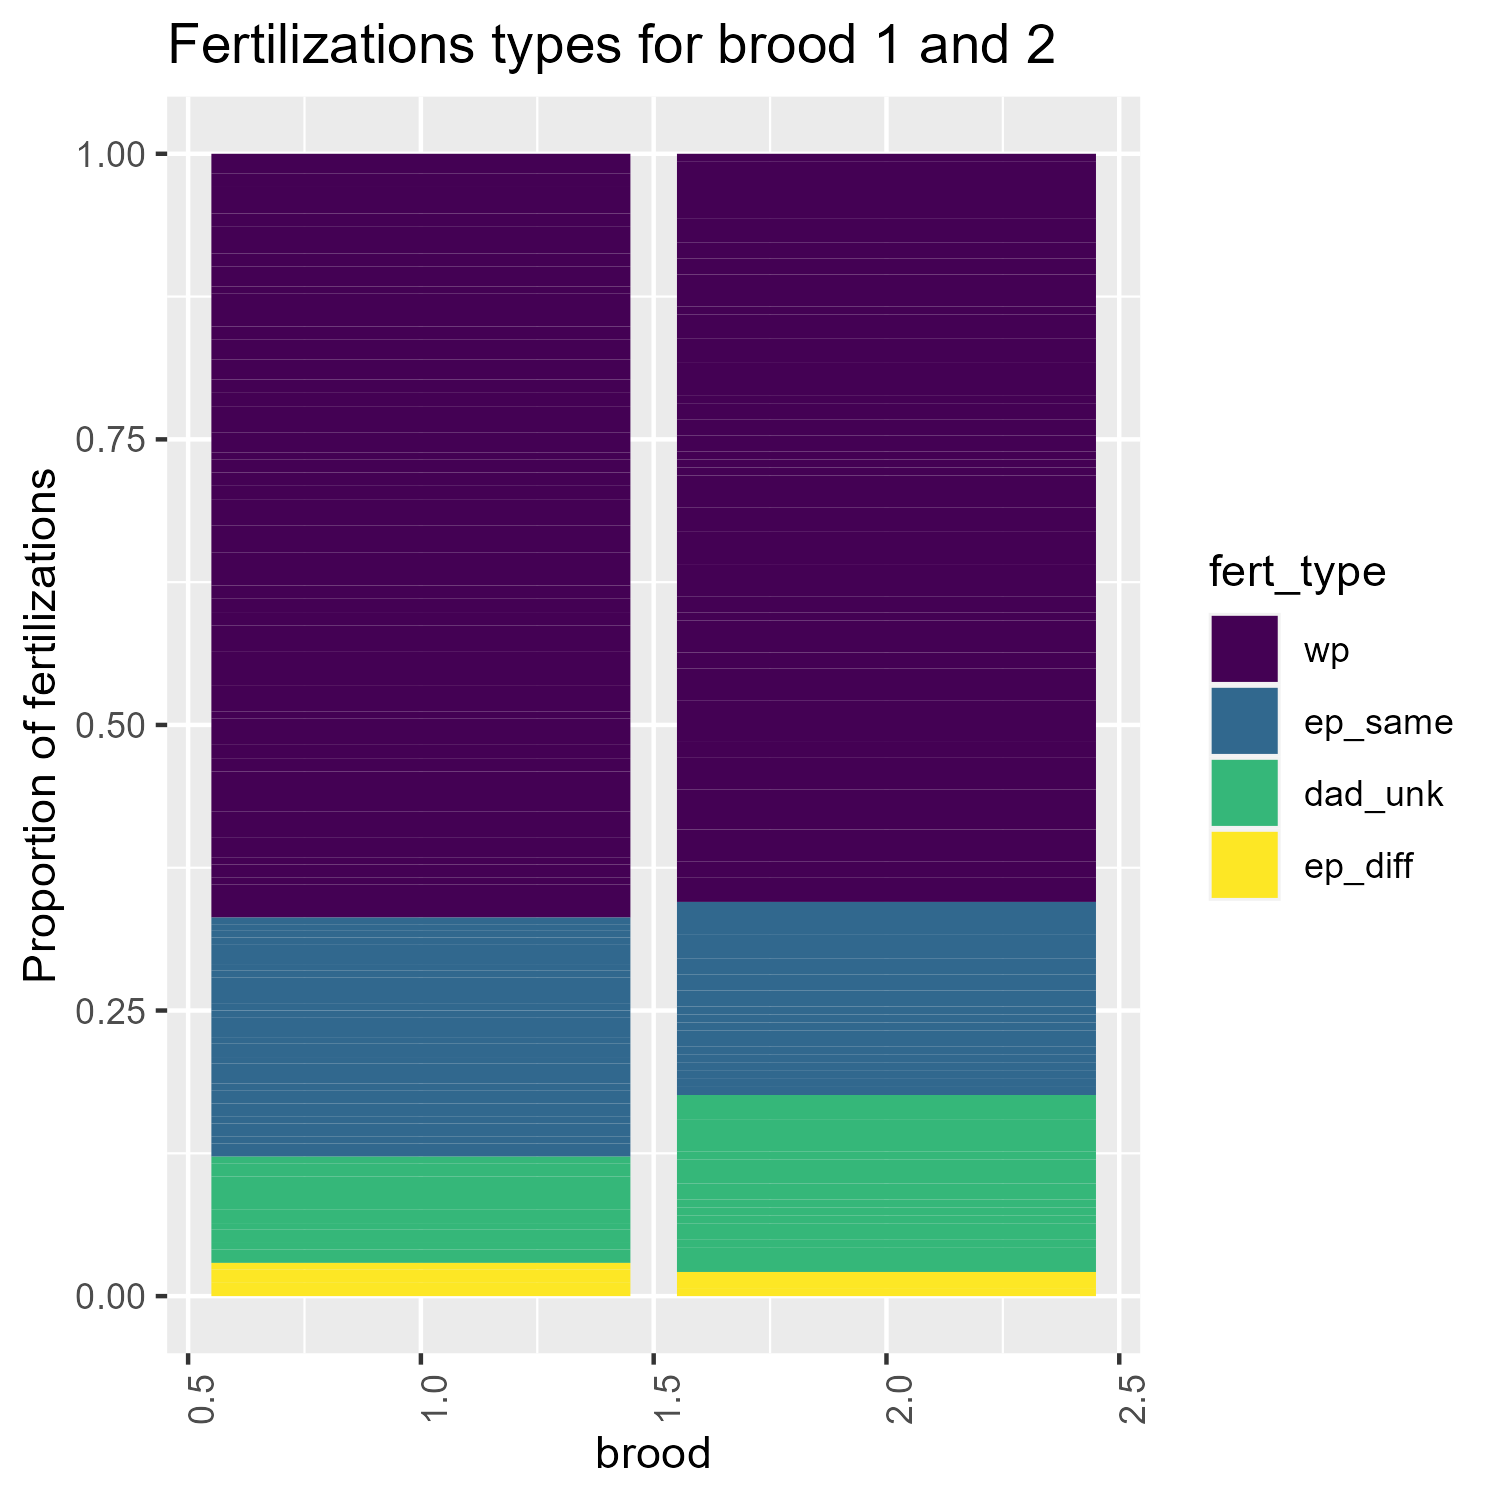 Fertilizations types for brood 1 and 2
Proportion of fertilizations
1.00
0.75
0.50
0.25
0.00
0.5
1.0
1.5
2.0
2.5
brood
fert_type
wp
ep_same
dad_unk
ep_diff